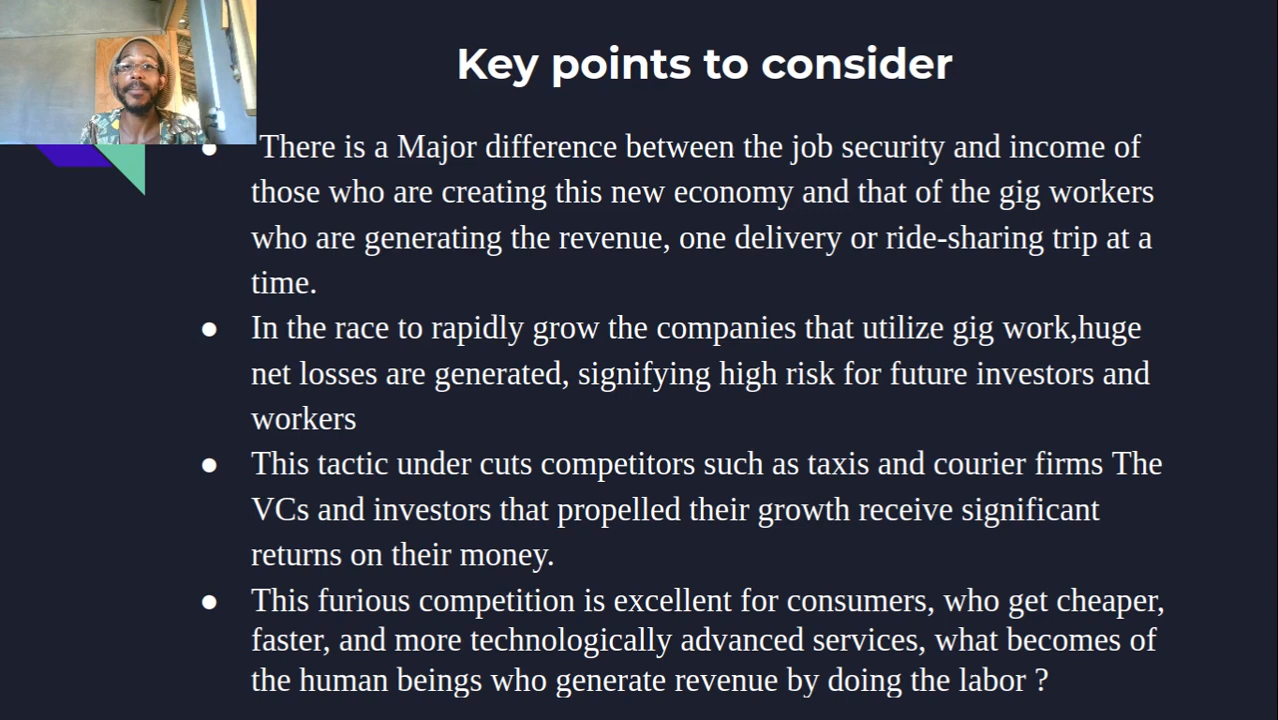 Key points to consider
● There is a Major difference between the job security and income of
those who are creating this new economy and that of the gig workers
who are generating the revenue, one delivery or ride-sharing trip at a
time.
● In the race to rapidly grow the companies that utilize gig work,huge
net losses are generated, signifying high risk for future investors and
workers
● This tactic under cuts competitors such as taxis and courier firms The
VCs and investors that propelled their growth receive significant
returns on their money.
● This furious competition is excellent for consumers, who get cheaper,
faster, and more technologically advanced services, what becomes of
the human beings who generate revenue by doing the labor ?